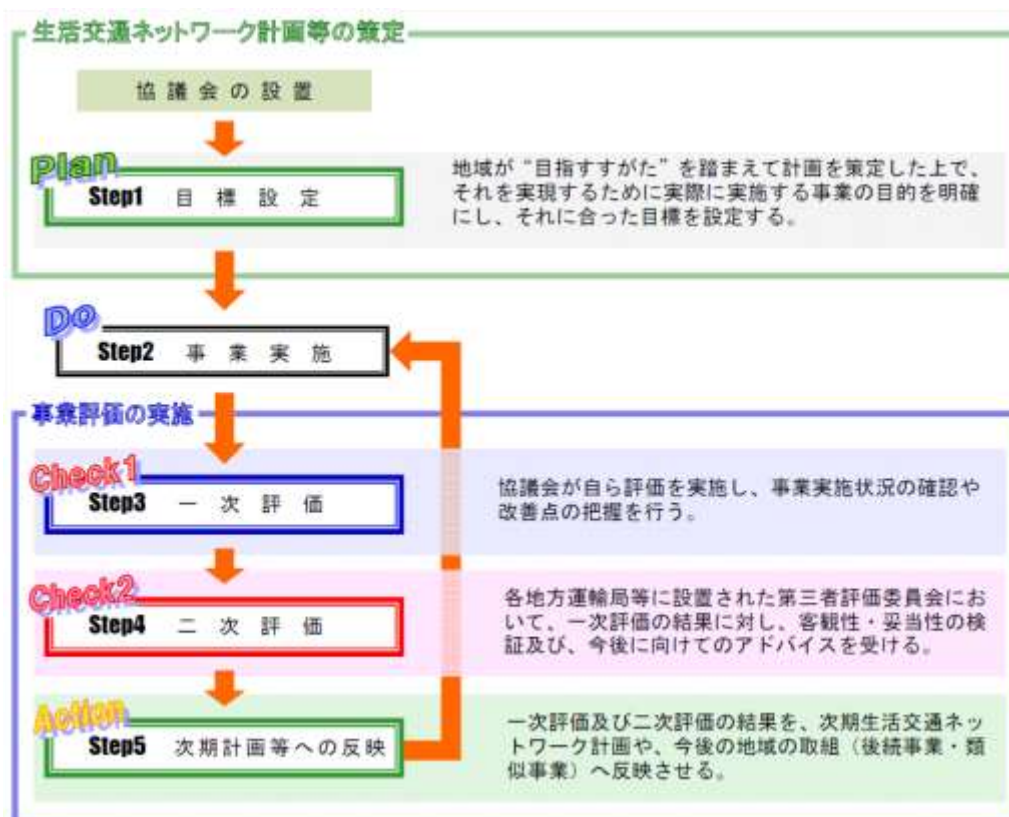 生活交通ネットワーク計画等の策定
協議会の設置
Plan
Step1 目標設定
地域が“目指すすがた”を踏まえて計画を策定した上で、
それを実現するために実際に実施する事業の目的を明確
にし、それに合った目標を設定する。
Do
Step2 事業実施
事業評価の実施
Check1
Step3 一次評価
協議会が自ら評価を実施し、事業実施状況の確認や
改善点の把握を行う。
Check2
Step4 二次評価
各地方運輸局等に設置された第三者評価委員会にお
いて、一次評価の結果に対し、客観性・妥当性の検
証及び、今後に向けてのアドバイスを受ける。
Action
Step5 次期計画等への反映
一次評価及び二次評価の結果を、次期生活交通ネッ
トワーク計画や、今後の地域の取組（後続事業・類
似事業）へ反映させる。